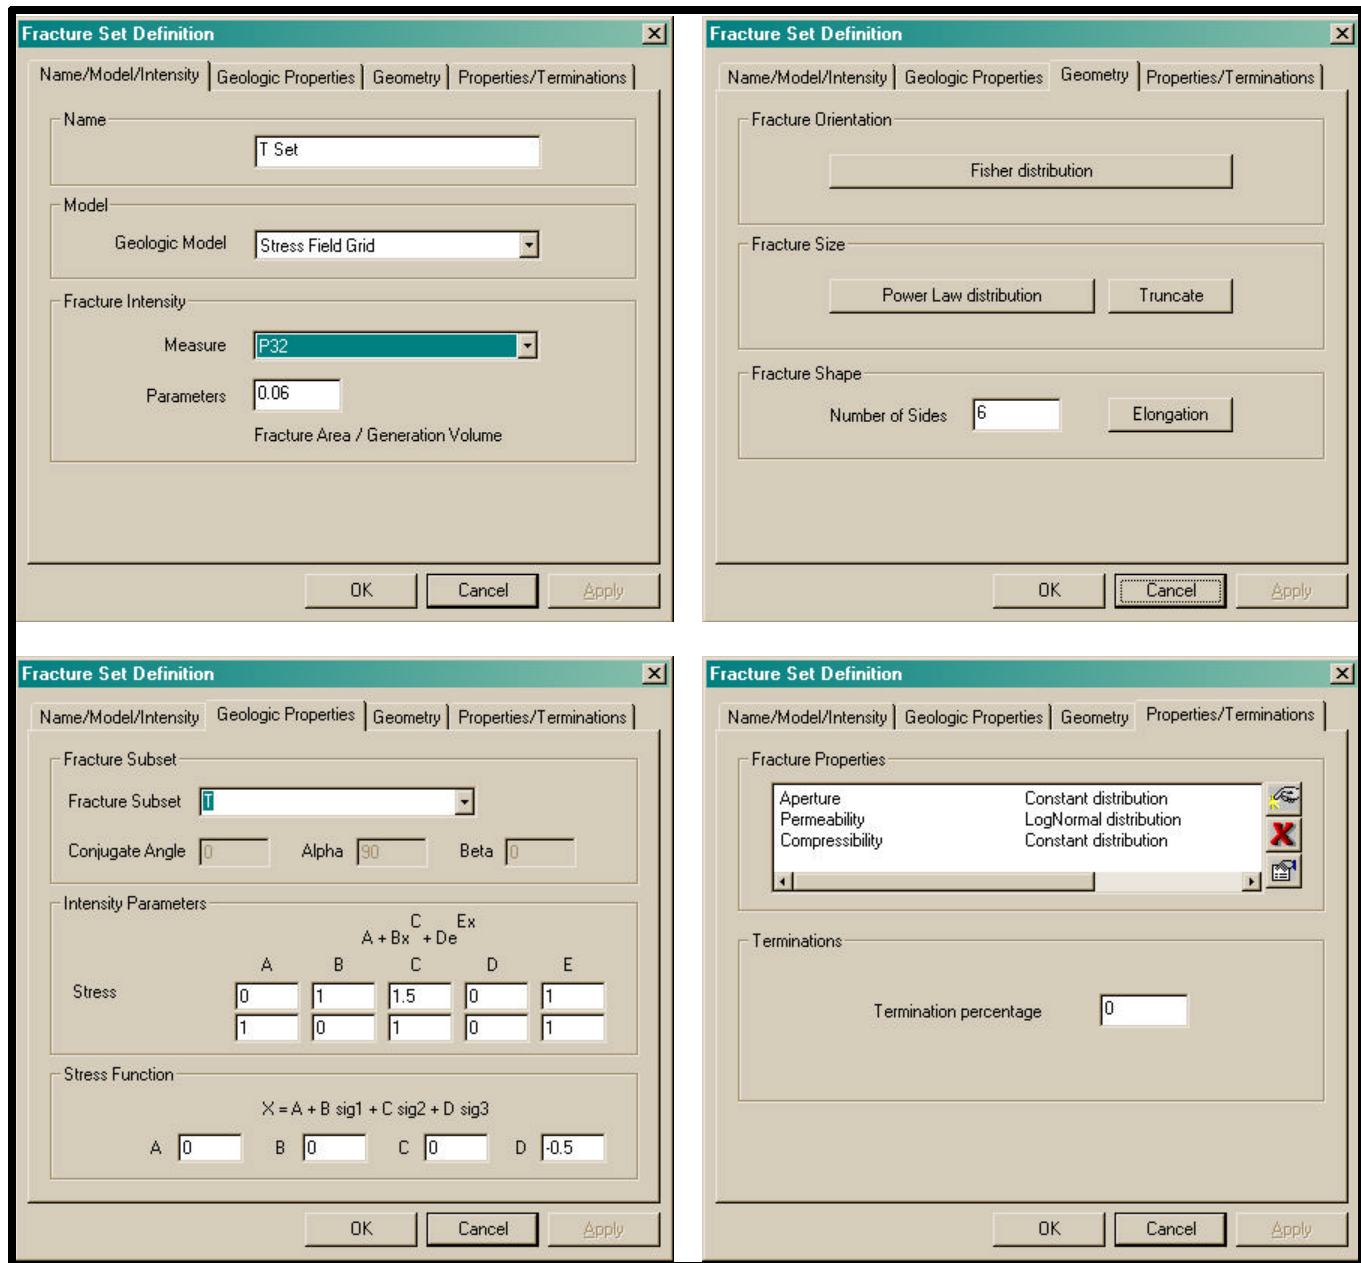 Fracture Set Definition
Name/Model/Intensity Geologic Properties Geometry Properties/Terminations
Name
T Set
Model
Geologic Model Stress Field Grid
Fracture Intensity
Measure P32
Parameters 0.06
Fracture Area / Generation Volume
OK Cancel Apply
Fracture Set Definition
Name/Model/Intensity Geologic Properties Geometry Properties/Terminations
Fracture Orientation
Fisher distribution
Fracture Size
Power Law distribution Truncate
Fracture Shape
Number of Sides 6 Elongation
OK Cancel Apply
Fracture Set Definition
Name/Model/Intensity Geologic Properties Geometry Properties/Terminations
Fracture Subset
Fracture Subset T
Conjugate Angle 0 Alpha 90 Beta 0
Intensity Parameters
C Ex
A + Bx + De
A B C D E
Stress 0 1 1.5 0 1
1 0 1 0 1
Stress Function
X = A + B sig1 + C sig2 + D sig3
A 0 B 0 C 0 D -0.5
OK Cancel Apply
Fracture Set Definition
Name/Model/Intensity Geologic Properties Geometry Properties/Terminations
Fracture Properties
Aperture Constant distribution
Permeability LogNormal distribution
Compressibility Constant distribution
Terminations
Termination percentage 0
OK Cancel Apply